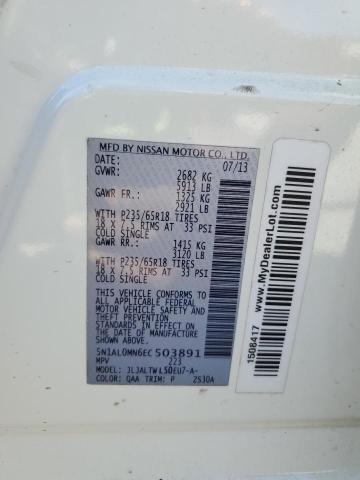 MFD BY NISSAN MOTOR CO., LTD.
DATE: 07/13
GVWR: 2682 KG
5913 LB
GAWR FR.: 1325 KG
2921 LB
WITH P235/65R18 TIRES
18 X 7.5 RIMS AT 33 PSI
COLD SINGLE
GAWR RR.: 1415 KG
3120 LB
WITH P235/65R18 TIRES
18 X 7.5 RIMS AT 33 PSI
COLD SINGLE
THIS VEHICLE CONFORMS TO ALL
APPLICABLE FEDERAL
MOTOR VEHICLE SAFETY AND
THEFT PREVENTION STANDARDS
IN EFFECT ON THE
DATE OF MANUFACTURE
SHOWN ABOVE.
5N1AL0MN6EC 503891
MPV 223
MODEL: JLJALTWL50EU7-A-
COLOR: QAA TRIM: P 2S30A
www.MyDealerLot.com
1508417